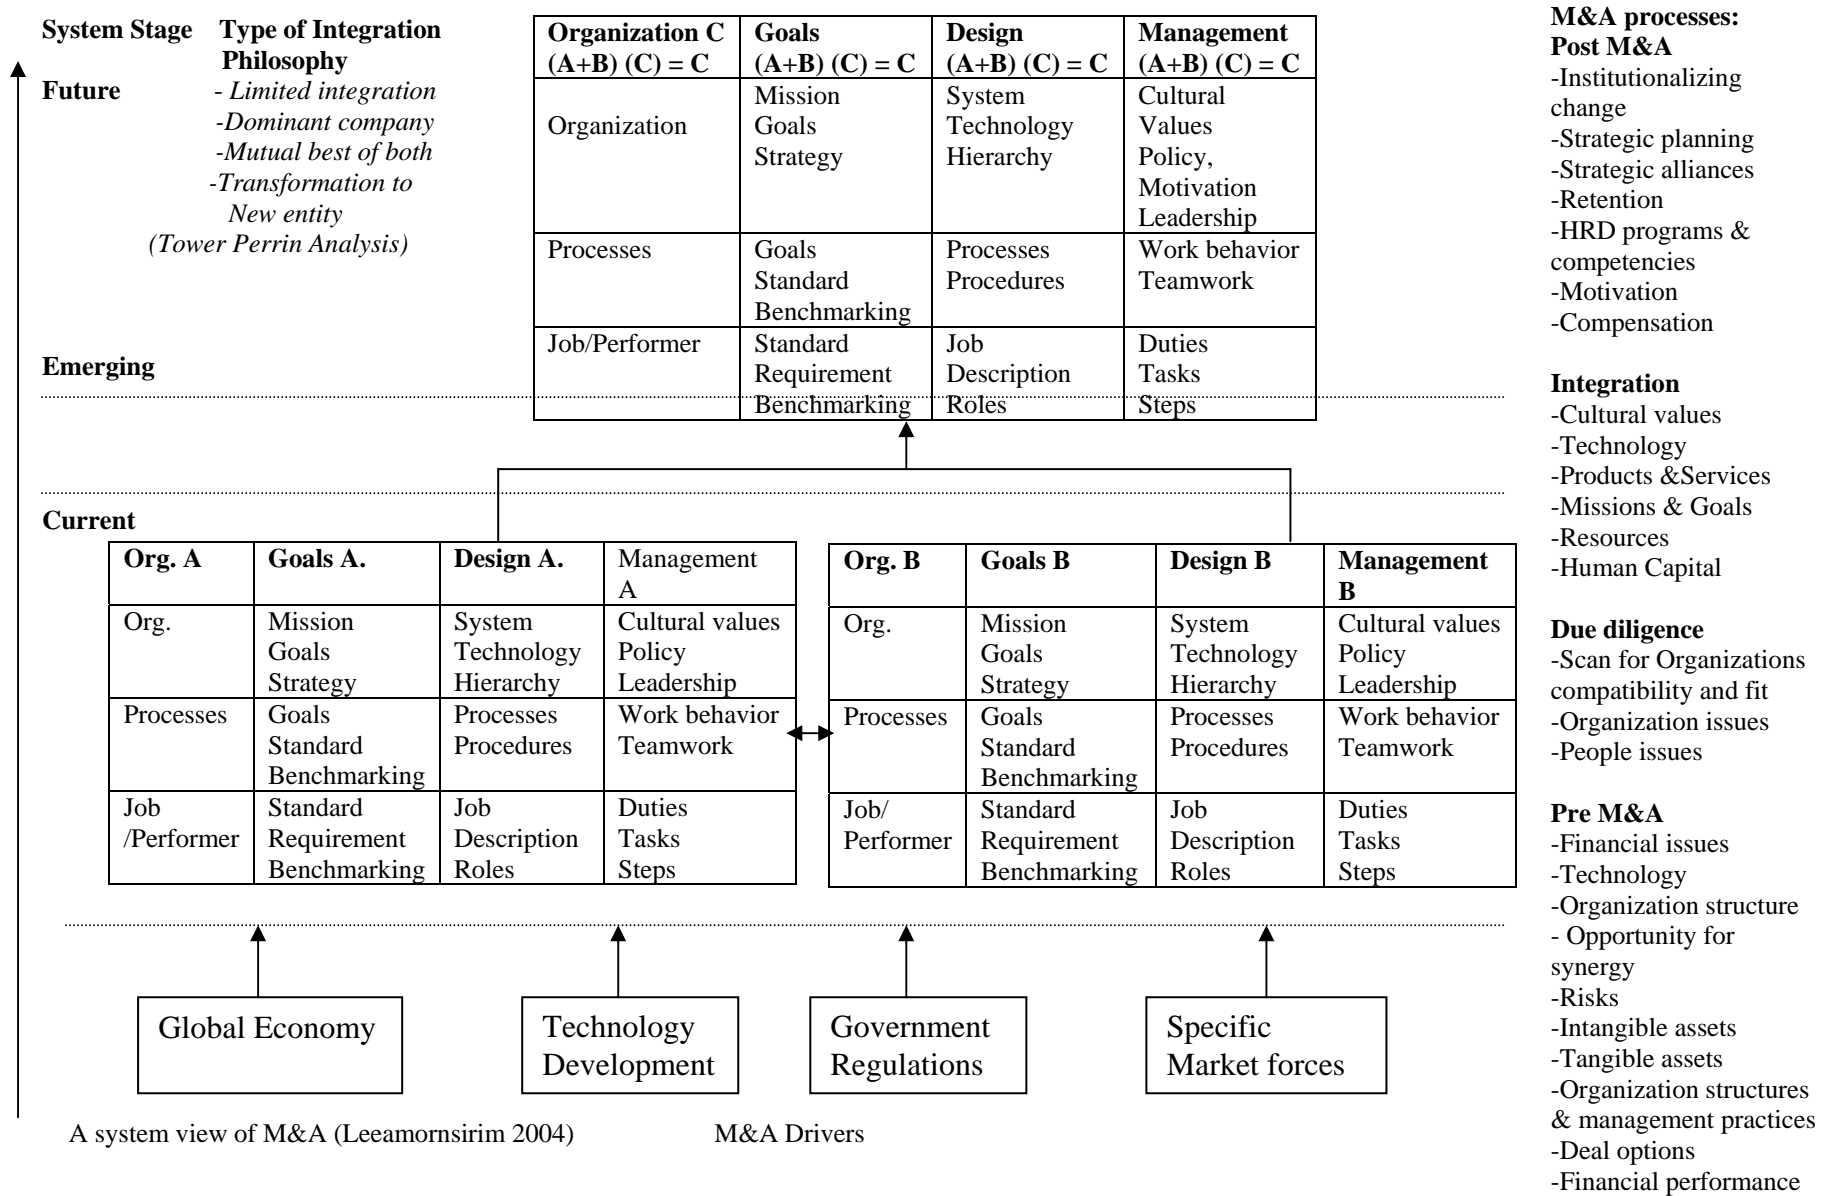 System Stage Type of Integration
Philosophy
Future - Limited integration
-Dominant company
-Mutual best of both
-Transformation to
New entity
(Tower Perrin Analysis)
Emerging
Organization C Goals Design Management
(A+B) (C) = C (A+B) (C) = C (A+B) (C) = C (A+B) (C) = C
Mission System Cultural
Organization Goals Technology Values
Strategy Hierarchy Policy,
Motivation
Leadership
Processes Goals Processes Work behavior
Standard Procedures Teamwork
Benchmarking
Job/Performer Standard Job Duties
Requirement Description Tasks
Benchmarking Roles Steps
Current
Org. A Goals A. Design A. Management
A
Org. Mission System Cultural values
Goals Technology Policy
Strategy Hierarchy Leadership
Processes Goals Processes Work behavior
Standard Procedures Teamwork
Benchmarking
Job Standard Job Duties
/Performer Requirement Description Tasks
Benchmarking Roles Steps
Org. B Goals B Design B Management
B
Org. Mission System Cultural values
Goals Technology Policy
Strategy Hierarchy Leadership
Processes Goals Processes Work behavior
Standard Procedures Teamwork
Benchmarking
Job/ Standard Job Duties
Performer Requirement Description Tasks
Benchmarking Roles Steps
Global Economy
Technology
Development
Government
Regulations
Specific
Market forces
A system view of M&A (Leeamornsirim 2004) M&A Drivers
M&A processes:
Post M&A
-Institutionalizing
change
-Strategic planning
-Strategic alliances
-Retention
-HRD programs &
competencies
-Motivation
-Compensation
Integration
-Cultural values
-Technology
-Products &Services
-Missions & Goals
-Resources
-Human Capital
Due diligence
-Scan for Organizations
compatibility and fit
-Organization issues
-People issues
Pre M&A
-Financial issues
-Technology
-Organization structure
- Opportunity for
synergy
-Risks
-Intangible assets
-Tangible assets
-Organization structures
& management practices
-Deal options
-Financial performance